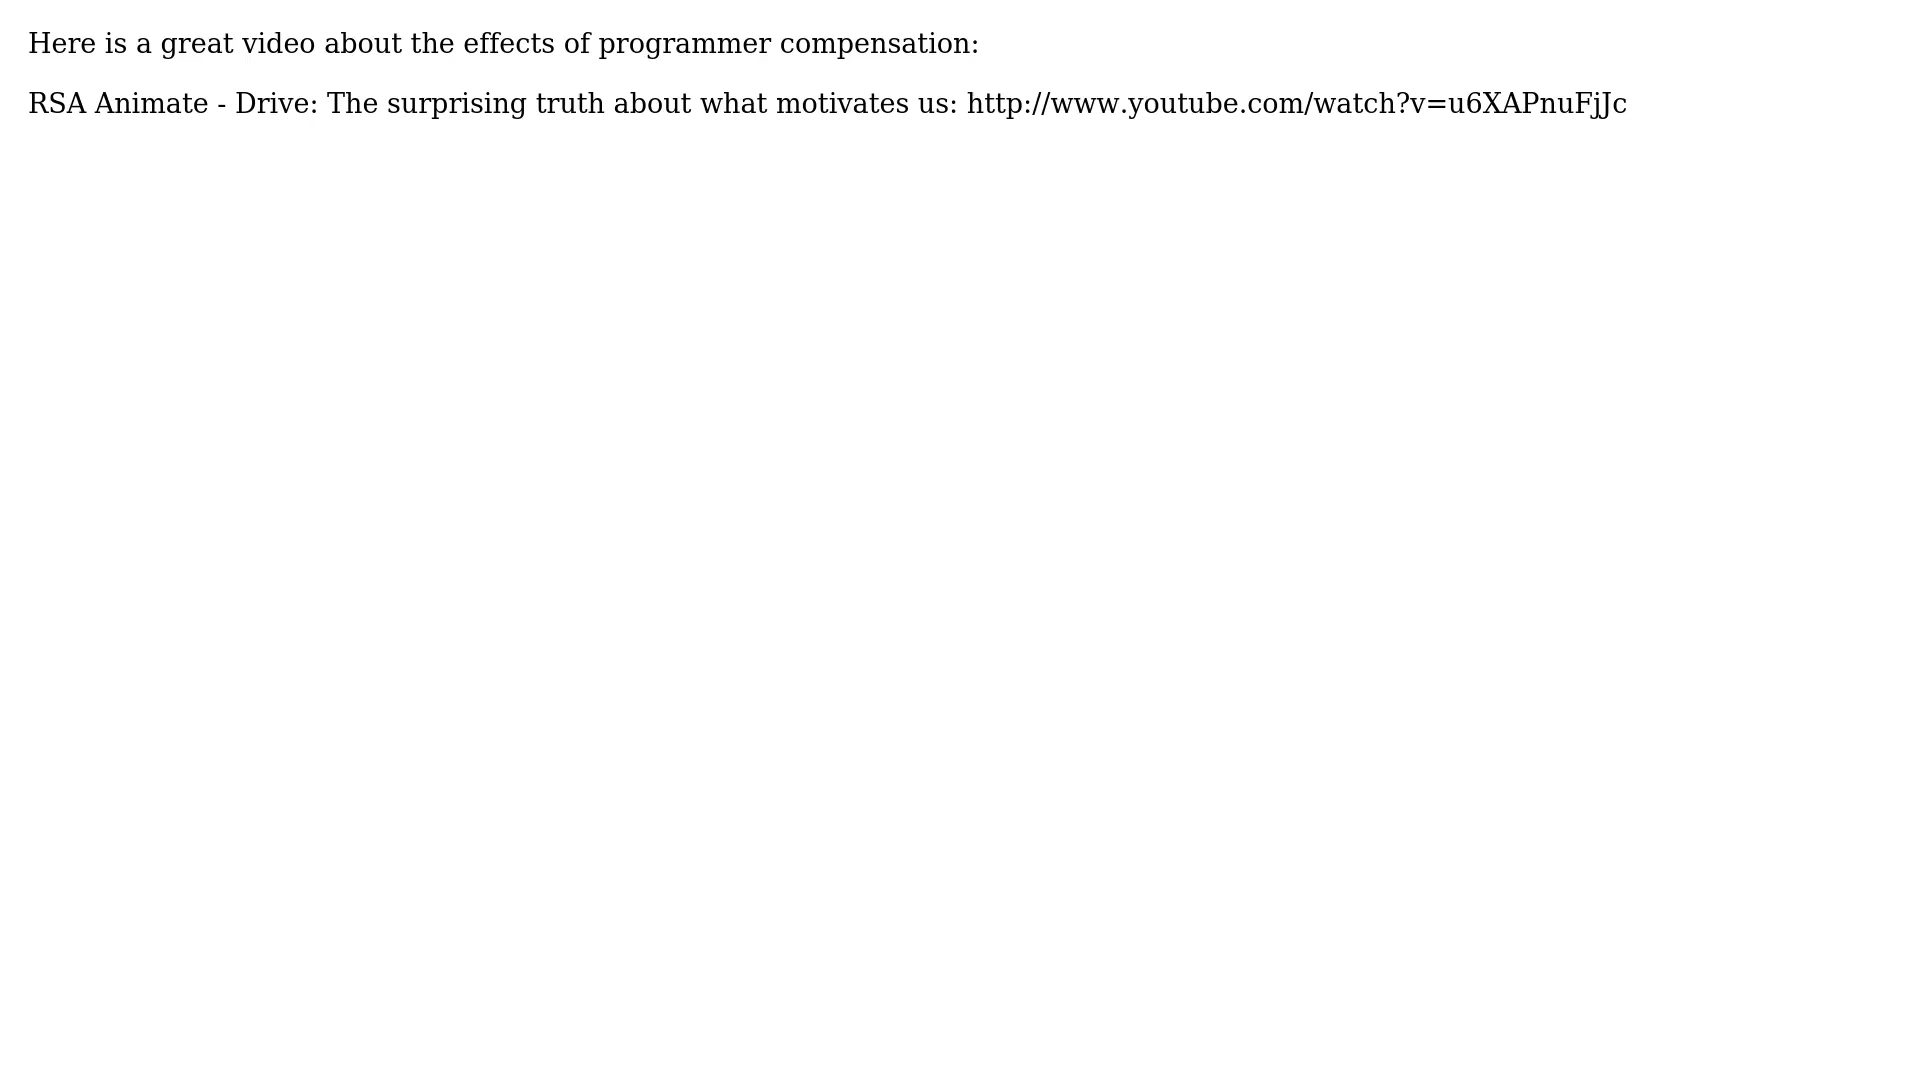 Here is a great video about the effects of programmer compensation:
RSA Animate - Drive: The surprising truth about what motivates us: http://www.youtube.com/watch?v=u6XAPnuFjJc